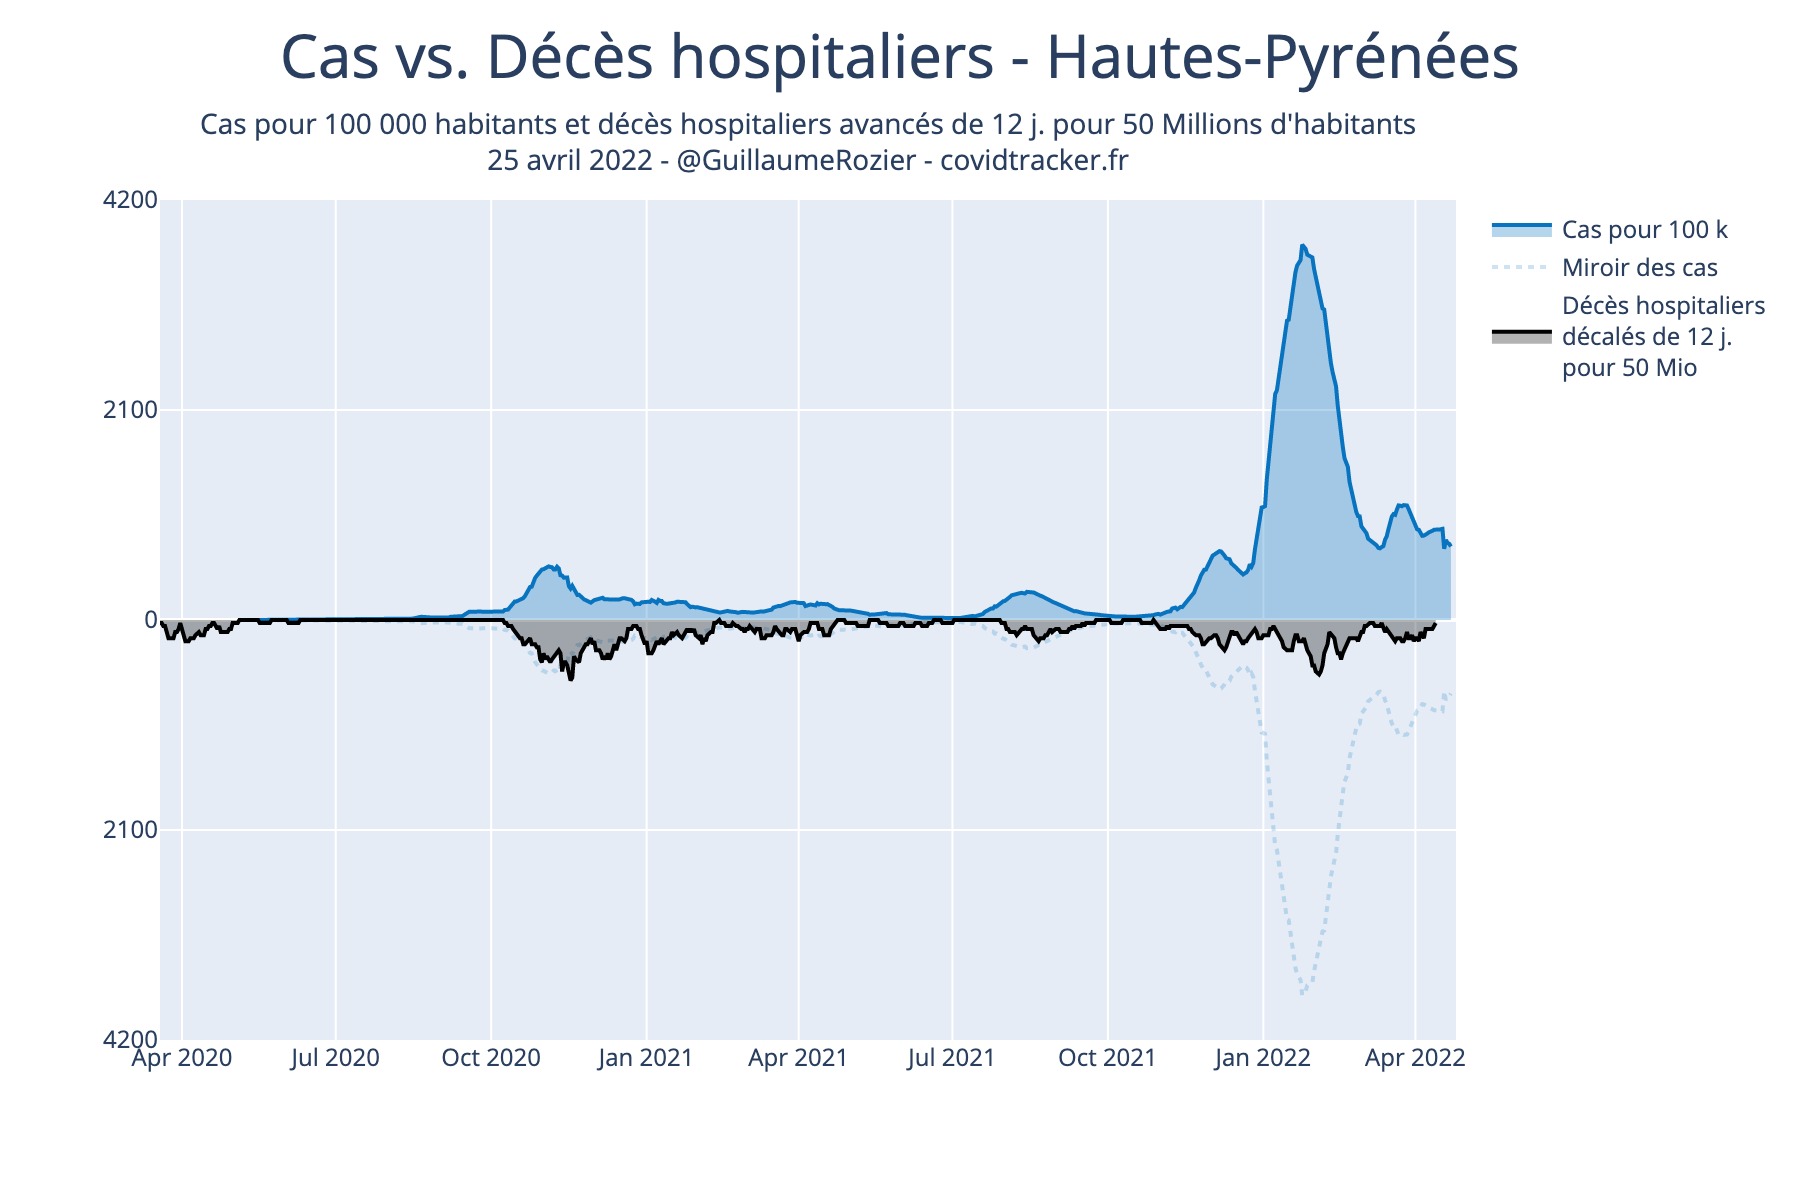 Cas vs. Décès hospitaliers - Hautes-Pyrénées
Cas pour 100 000 habitants et décès hospitaliers avancés de 12 j. pour 50 Millions d'habitants
25 avril 2022 - @GuillaumeRozier - covidtracker.fr
4200
2100
0
2100
4200
Apr 2020
Jul 2020
Oct 2020
Jan 2021
Apr 2021
Jul 2021
Oct 2021
Jan 2022
Apr 2022
Cas pour 100 k
Miroir des cas
Décès hospitaliers
décalés de 12 j.
pour 50 Mio